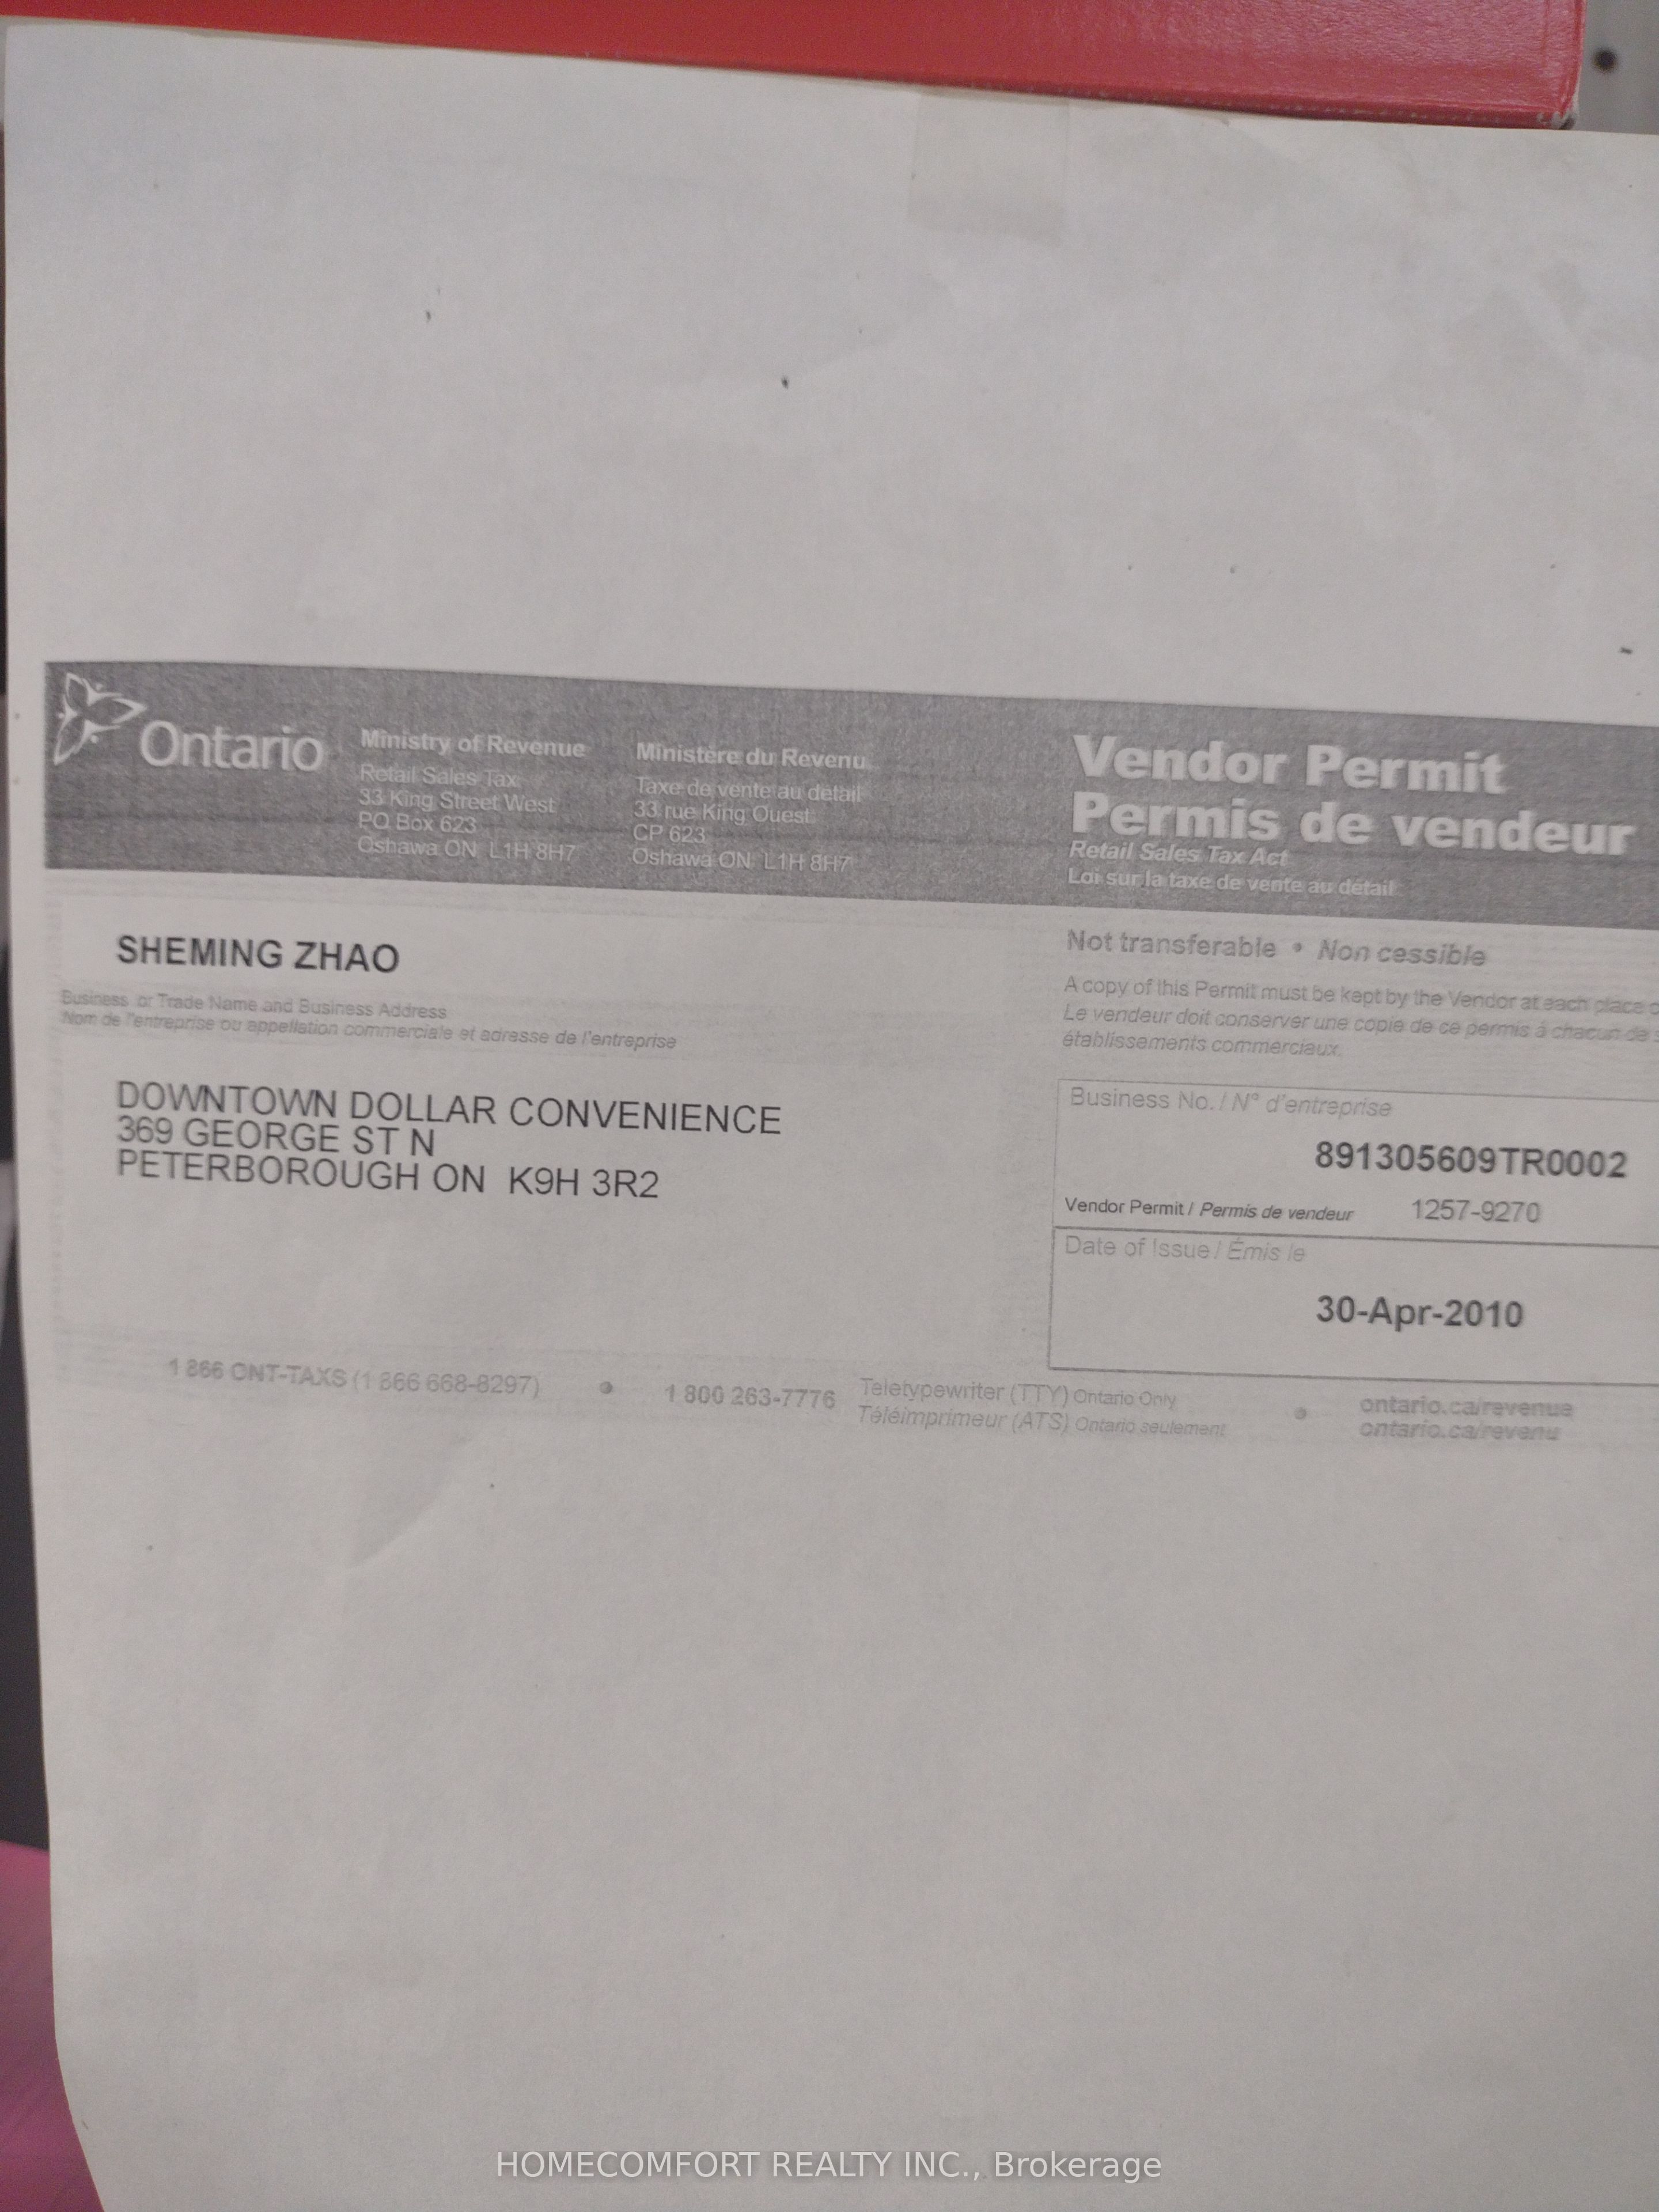 Ontario
Ministry of Revenue
Retail Sales Tax
33 King Street West
PO Box 623
Oshawa ON L1H 8H7
Ministère du Revenu
Taxe de vente au détail
33 rue King Ouest
CP 623
Oshawa ON L1H 8H7
Vendor Permit
Permis de vendeur
Retail Sales Tax Act
Loi sur la taxe de vente au détail
SHEMING ZHAO
Business or Trade Name and Business Address
Nom de l'entreprise ou appellation commerciale et adresse de l'entreprise
DOWNTOWN DOLLAR CONVENIENCE
369 GEORGE ST N
PETERBOROUGH ON K9H 3R2
Not transferable • Non cessible
A copy of this Permit must be kept by the Vendor at each place
Le vendeur doit conserver une copie de ce permis à chacun de
établissements commerciaux.
Business No. / N° d'entreprise
891305609TR0002
Vendor Permit / Permis de vendeur 1257-9270
Date of Issue / Émis le
30-Apr-2010
1 866 ONT-TAXS (1 866 668-8297) • 1 800 263-7776
Teletypewriter (TTY) Ontario Only
Téléimprimeur (ATS) Ontario seulement
• ontario.ca/revenue
ontario.ca/revenu
HOMECOMFORT REALTY INC., Brokerage